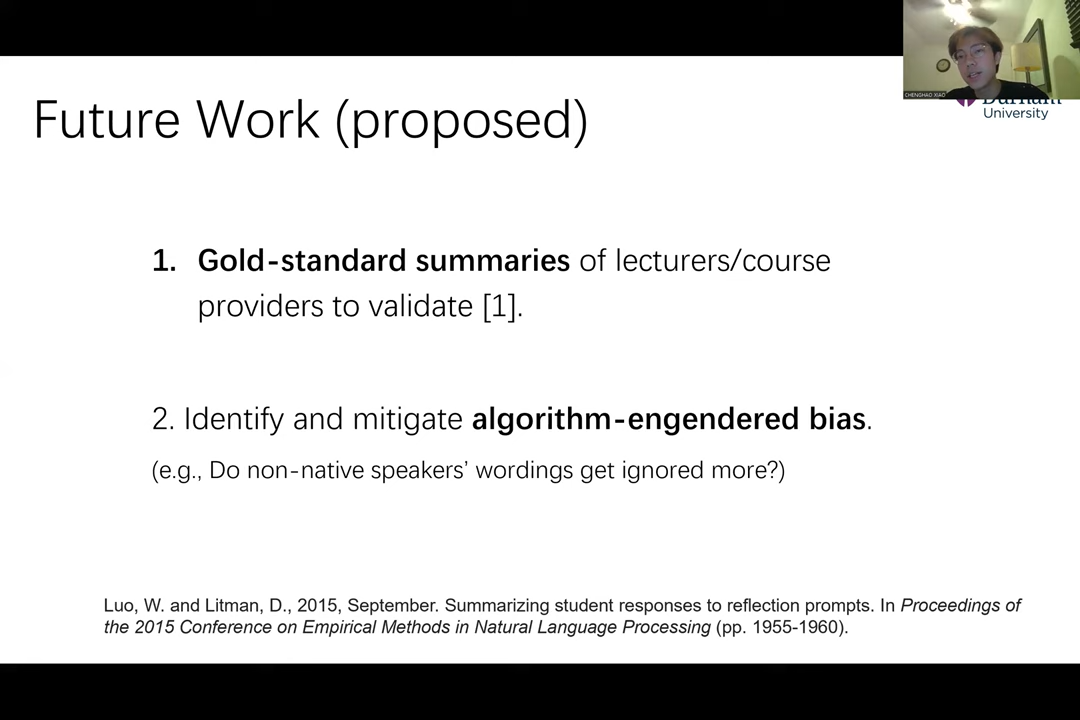 CHENGHAO XIAO
Durham
University
Future Work (proposed)
1. Gold-standard summaries of lecturers/course
providers to validate [1].
2. Identify and mitigate algorithm-engendered bias.
(e.g., Do non-native speakers’ wordings get ignored more?)
Luo, W. and Litman, D., 2015, September. Summarizing student responses to reflection prompts. In Proceedings of
the 2015 Conference on Empirical Methods in Natural Language Processing (pp. 1955-1960).